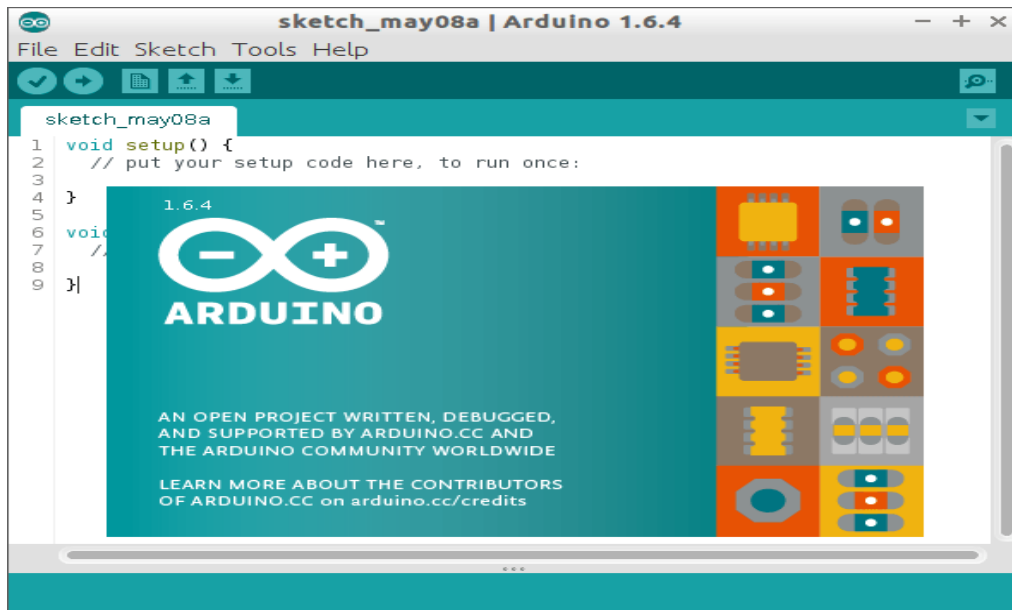 sketch_may08a | Arduino 1.6.4
File Edit Sketch Tools Help
sketch_may08a
1 void setup() {
2 // put your setup code here, to run once:
3
4 }
5
6 void
7 //
8
9 }
1.6.4
ARDUINO
TM
AN OPEN PROJECT WRITTEN, DEBUGGED,
AND SUPPORTED BY ARDUINO.CC AND
THE ARDUINO COMMUNITY WORLDWIDE
LEARN MORE ABOUT THE CONTRIBUTORS
OF ARDUINO.CC on arduino.cc/credits